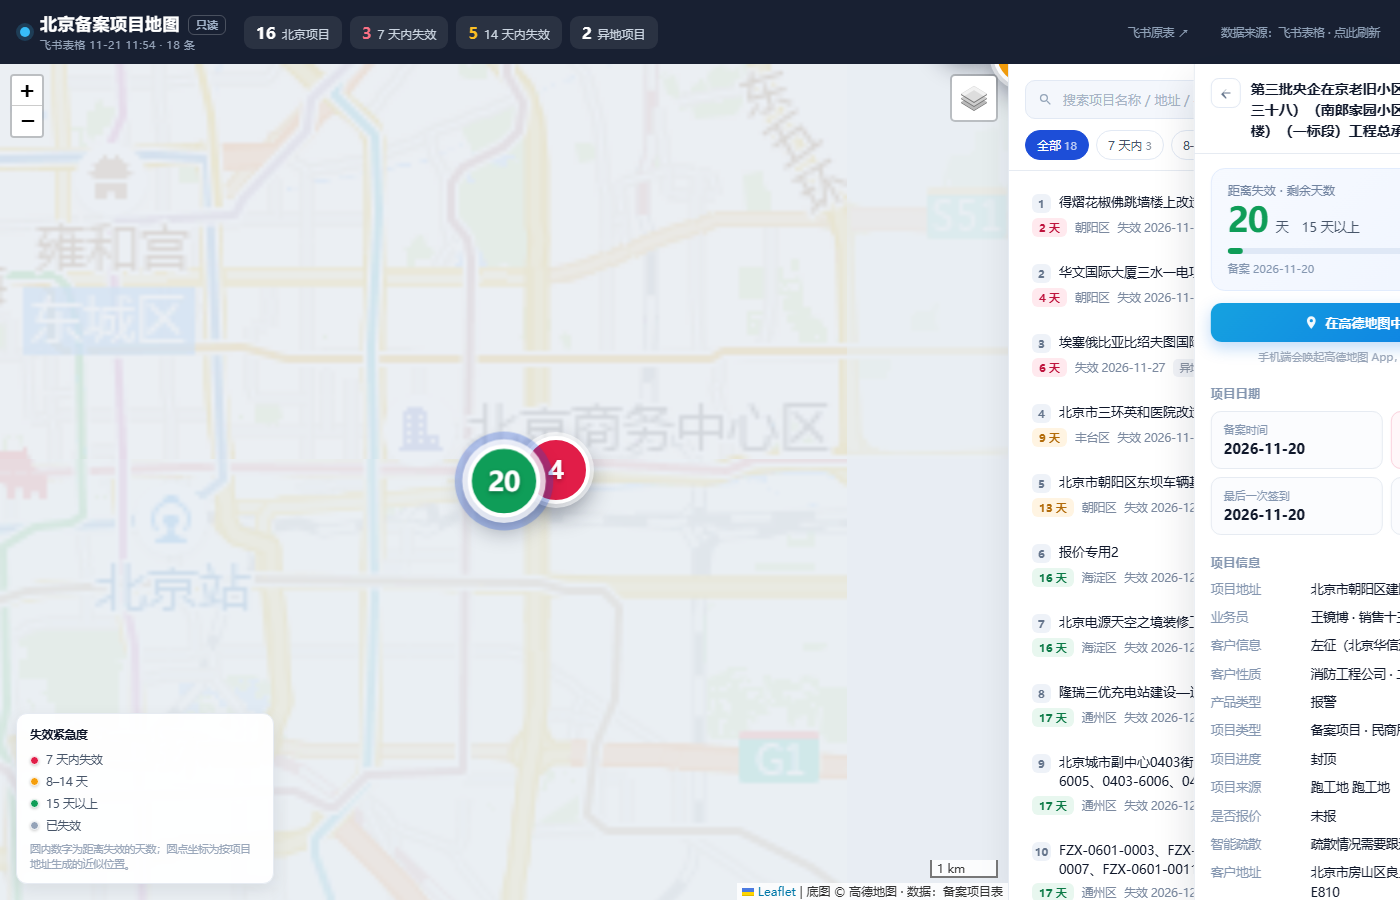 北京备案项目地图 只读
飞书表格 11-21 11:54 · 18 条
16 北京项目
3 7 天内失效
5 14 天内失效
2 异地项目
飞书原表 ↗
数据来源：飞书表格 · 点此刷新
+
−
东五环
S51
雍和宫
东城区
北京商务中心区
北京站
G1
20
4
失效紧急度
7 天内失效
8–14 天
15 天以上
已失效
圆内数字为距离失效的天数；圆点坐标为按项目
地址生成的近似位置。
1 km
Leaflet | 底图 © 高德地图 · 数据：备案项目表
搜索项目名称 / 地址 /
全部 18
7 天内 3
8–
1 得熠花椒佛跳墙楼上改造
2 天 朝阳区 失效 2026-11-
2 华文国际大厦三水一电项
4 天 朝阳区 失效 2026-11-
3 埃塞俄比亚比绍夫图国际
6 天 失效 2026-11-27 异地
4 北京市三环英和医院改造
9 天 丰台区 失效 2026-11-
5 北京市朝阳区东坝车辆基
13 天 朝阳区 失效 2026-12
6 报价专用2
16 天 海淀区 失效 2026-12
7 北京电源天空之境装修工
16 天 海淀区 失效 2026-12
8 隆瑞三优充电站建设—通
17 天 通州区 失效 2026-12
9 北京城市副中心0403街
6005、0403-6006、04
17 天 通州区 失效 2026-12
10 FZX-0601-0003、FZX-
0007、FZX-0601-0011
17 天 通州区 失效 2026-12
第三批央企在京老旧小区
三十八）（南郎家园小区
楼）（一标段）工程总承
距离失效 · 剩余天数
20 天 15 天以上
备案 2026-11-20
在高德地图中
手机端会唤起高德地图 App，
项目日期
备案时间
2026-11-20
最后一次签到
2026-11-20
项目信息
项目地址 北京市朝阳区建
业务员 王镜博 · 销售十三
客户信息 左征（北京华信
客户性质 消防工程公司 · 二
产品类型 报警
项目类型 备案项目 · 民商用
项目进度 封顶
项目来源 跑工地 跑工地
是否报价 未报
智能疏散 疏散情况需要跟进
客户地址 北京市房山区良
E810